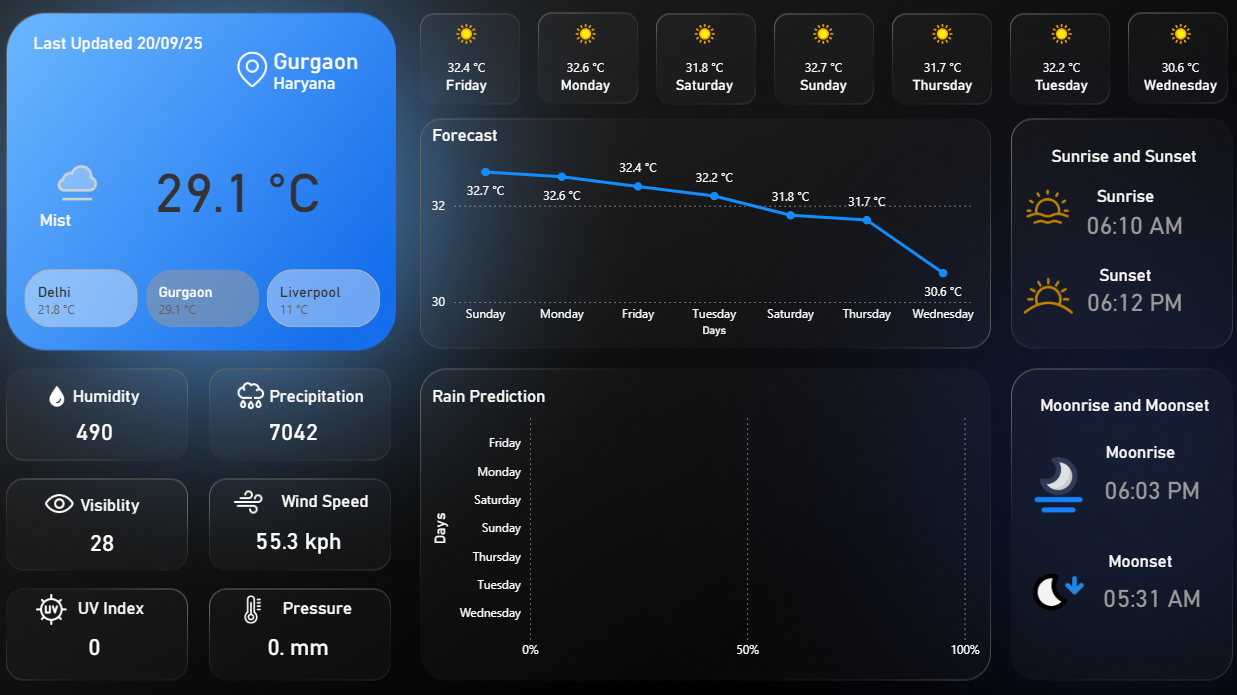 Last Updated 20/09/25
Gurgaon
Haryana
Mist
29.1 °C
Delhi
21.8 °C
Gurgaon
29.1 °C
Liverpool
11 °C
32.4 °C
Friday
32.6 °C
Monday
31.8 °C
Saturday
32.7 °C
Sunday
31.7 °C
Thursday
32.2 °C
Tuesday
30.6 °C
Wednesday
Forecast
32
30
32.7 °C
32.6 °C
32.4 °C
32.2 °C
31.8 °C
31.7 °C
30.6 °C
Sunday Monday Friday Tuesday Saturday Thursday Wednesday
Days
Sunrise and Sunset
Sunrise
06:10 AM
Sunset
06:12 PM
Humidity
490
Precipitation
7042
Visiblity
28
Wind Speed
55.3 kph
UV
UV Index
0
Pressure
0. mm
Rain Prediction
Days
Friday
Monday
Saturday
Sunday
Thursday
Tuesday
Wednesday
0% 50% 100%
Moonrise and Moonset
Moonrise
06:03 PM
Moonset
05:31 AM